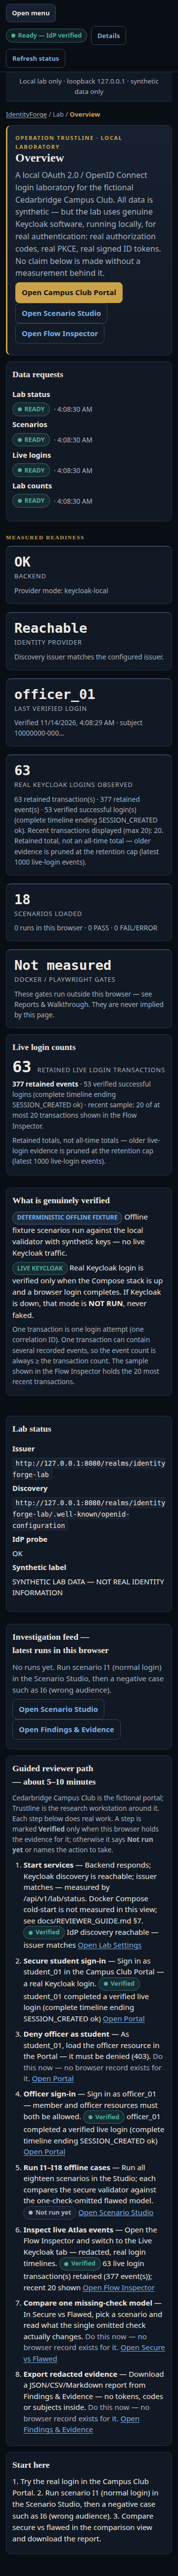 Open menu
Ready — IdP verified
Details
Refresh status
Local lab only · loopback 127.0.0.1 · synthetic
data only
IdentityForge / Lab / Overview
OPERATION TRUSTLINE · LOCAL
LABORATORY
Overview
A local OAuth 2.0 / OpenID Connect
login laboratory for the fictional
Cedarbridge Campus Club. All data is
synthetic — but the lab uses genuine
Keycloak software, running locally, for
real authentication: real authorization
codes, real PKCE, real signed ID tokens.
No claim below is made without a
measurement behind it.
Open Campus Club Portal
Open Scenario Studio
Open Flow Inspector
Data requests
Lab status
READY · 4:08:30 AM
Scenarios
READY · 4:08:30 AM
Live logins
READY · 4:08:30 AM
Lab counts
READY · 4:08:30 AM
MEASURED READINESS
OK
BACKEND
Provider mode: keycloak-local
Reachable
IDENTITY PROVIDER
Discovery issuer matches the configured issuer.
officer_01
LAST VERIFIED LOGIN
Verified 11/14/2026, 4:08:29 AM · subject
10000000-000…
63
REAL KEYCLOAK LOGINS OBSERVED
63 retained transaction(s) · 377 retained
event(s) · 53 verified successful login(s)
(complete timeline ending SESSION_CREATED
ok). Recent transactions displayed (max 20): 20.
Retained total, not an all-time total — older
evidence is pruned at the retention cap (latest
1000 live-login events).
18
SCENARIOS LOADED
0 runs in this browser · 0 PASS · 0 FAIL/ERROR
Not measured
DOCKER / PLAYWRIGHT GATES
These gates run outside this browser — see
Reports & Walkthrough. They are never implied
by this page.
Live login counts
63 RETAINED LIVE LOGIN TRANSACTIONS
377 retained events · 53 verified successful
logins (complete timeline ending
SESSION_CREATED ok) · recent sample: 20 of at
most 20 transactions shown in the Flow
Inspector.
Retained totals, not all-time totals — older live-
login evidence is pruned at the retention cap
(latest 1000 live-login events).
What is genuinely verified
DETERMINISTIC OFFLINE FIXTURE Offline
fixture scenarios run against the local
validator with synthetic keys — no live
Keycloak traffic.
LIVE KEYCLOAK Real Keycloak login is
verified only when the Compose stack is up
and a browser login completes. If Keycloak
is down, that mode is NOT RUN, never
faked.
One transaction is one login attempt (one
correlation ID). One transaction can contain
several recorded events, so the event count is
always ≥ the transaction count. The sample
shown in the Flow Inspector holds the 20 most
recent transactions.
Lab status
Issuer
http://127.0.0.1:8080/realms/identity
forge-lab
Discovery
http://127.0.0.1:8080/realms/identity
forge-lab/.well-known/openid-
configuration
IdP probe
OK
Synthetic label
SYNTHETIC LAB DATA — NOT REAL IDENTITY
INFORMATION
Investigation feed —
latest runs in this browser
No runs yet. Run scenario I1 (normal login)
in the Scenario Studio, then a negative case
such as I6 (wrong audience).
Open Scenario Studio
Open Findings & Evidence
Guided reviewer path
— about 5–10 minutes
Cedarbridge Campus Club is the fictional portal;
Trustline is the research workstation around it.
Each step below does real work. A step is
marked Verified only when this browser holds
the evidence for it; otherwise it says Not run
yet or names the action to take.
1. Start services — Backend responds;
Keycloak discovery is reachable; issuer
matches — measured by
/api/v1/lab/status. Docker Compose
cold-start is not measured in this view;
see docs/REVIEWER_GUIDE.md §7.
Verified IdP discovery reachable —
issuer matches Open Lab Settings
2. Secure student sign-in — Sign in as
student_01 in the Campus Club Portal —
a real Keycloak login. Verified
student_01 completed a verified live
login (complete timeline ending
SESSION_CREATED ok) Open Portal
3. Deny officer as student — As
student_01, load the officer resource in
the Portal — it must be denied (403). Do
this now — no browser record exists for
it. Open Portal
4. Officer sign-in — Sign in as officer_01
— member and officer resources must
both be allowed. Verified officer_01
completed a verified live login (complete
timeline ending SESSION_CREATED ok)
Open Portal
5. Run I1–I18 offline cases — Run all
eighteen scenarios in the Studio; each
compares the secure validator against
the one-check-omitted flawed model.
Not run yet Open Scenario Studio
6. Inspect live Atlas events — Open the
Flow Inspector and switch to the Live
Keycloak tab — redacted, real login
timelines. Verified 63 live login
transaction(s) retained (377 event(s));
recent 20 shown Open Flow Inspector
7. Compare one missing-check model —
In Secure vs Flawed, pick a scenario and
read what the single omitted check
actually changes. Do this now — no
browser record exists for it. Open Secure
vs Flawed
8. Export redacted evidence — Download
a JSON/CSV/Markdown report from
Findings & Evidence — no tokens, codes
or subjects inside. Do this now — no
browser record exists for it. Open
Findings & Evidence
Start here
1. Try the real login in the Campus Club
Portal. 2. Run scenario I1 (normal login) in
the Scenario Studio, then a negative case
such as I6 (wrong audience). 3. Compare
secure vs flawed in the comparison view
and download the report.